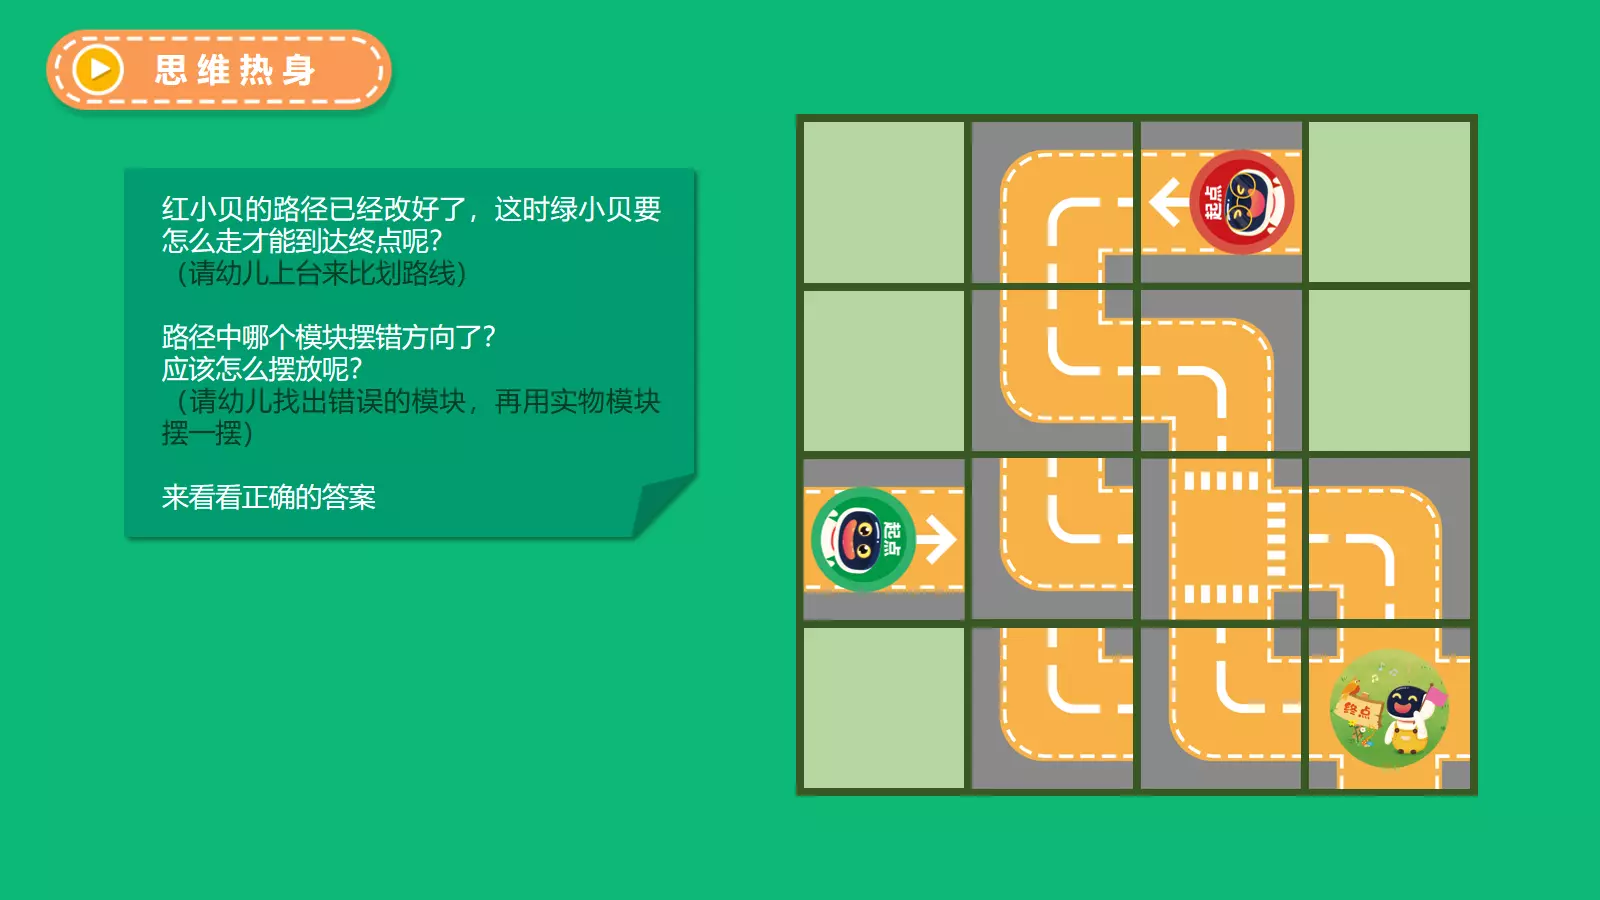 思维热身
红小贝的路径已经改好了，这时绿小贝要
怎么走才能到达终点呢？
（请幼儿上台来比划路线）
路径中哪个模块摆错方向了？
应该怎么摆放呢？
（请幼儿找出错误的模块，再用实物模块
摆一摆）
来看看正确的答案
起点
起点
终点